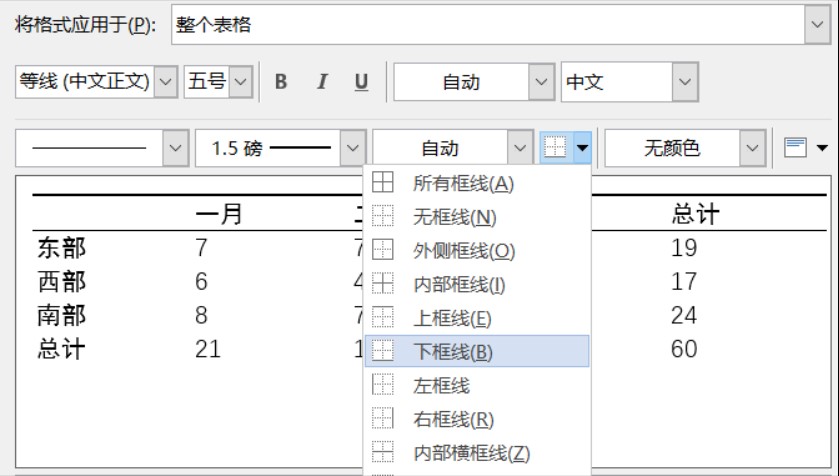 将格式应用于(P): 整个表格
等线 (中文正文) 五号 B I U 自动 中文
1.5 磅 自动 无颜色
所有框线(A)
无框线(N)
外侧框线(O)
内部框线(I)
上框线(E)
下框线(B)
左框线
右框线(R)
内部横框线(Z)
一月 总计
东部 7 7 19
西部 6 4 17
南部 8 7 24
总计 21 1 60